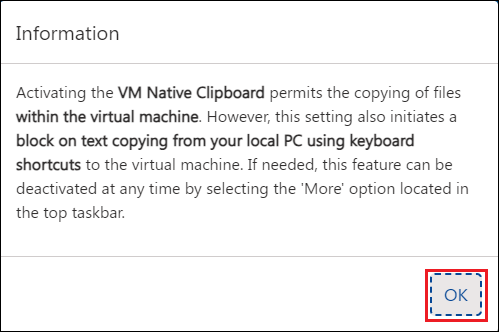 Information
Activating the VM Native Clipboard permits the copying of files
within the virtual machine. However, this setting also initiates a
block on text copying from your local PC using keyboard
shortcuts to the virtual machine. If needed, this feature can be
deactivated at any time by selecting the 'More' option located in
the top taskbar.
OK